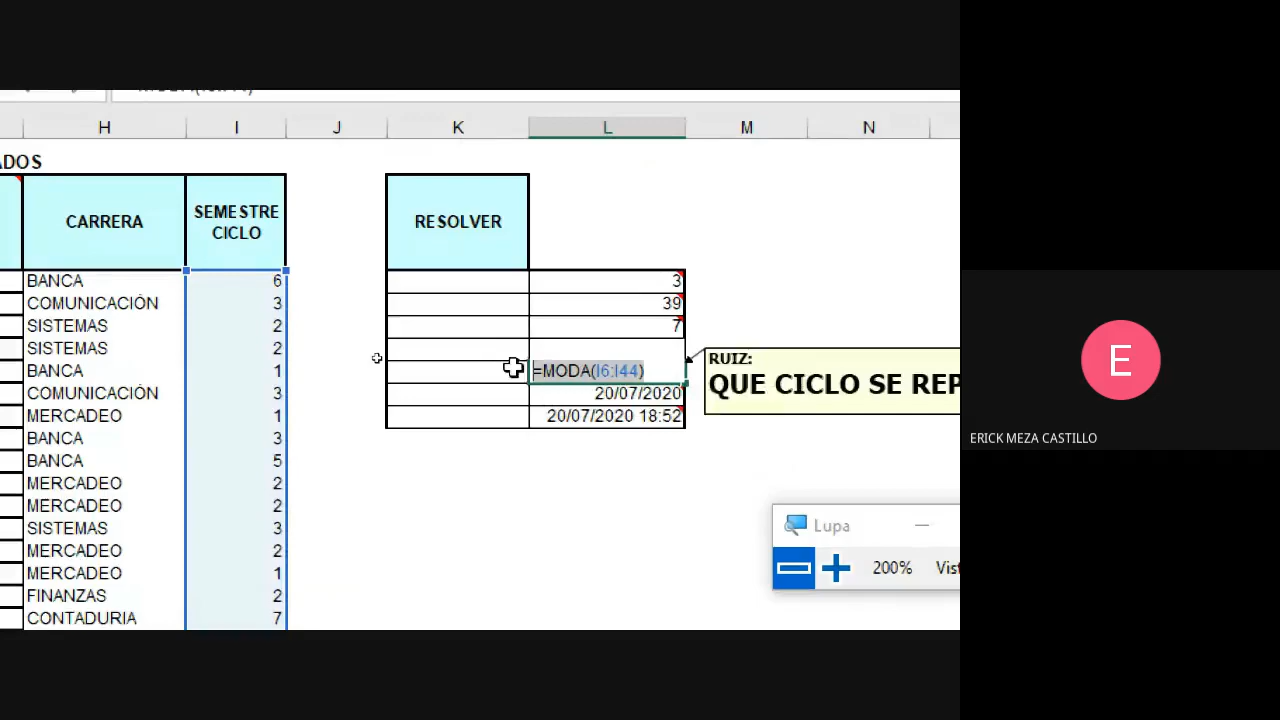 H I J K L M N
ADOS
CARRERA SEMESTRE CICLO RESOLVER
BANCA 6 3
COMUNICACIÓN 3 39
SISTEMAS 2 7
SISTEMAS 2
BANCA 1 =MODA(I6:I44)
COMUNICACIÓN 3 20/07/2020
MERCADEO 1 20/07/2020 18:52
BANCA 3
BANCA 5
MERCADEO 2
MERCADEO 2
SISTEMAS 3
MERCADEO 2
MERCADEO 1
FINANZAS 2
CONTADURIA 7
RUIZ:
QUE CICLO SE REP
Lupa
200% Vist
E
ERICK MEZA CASTILLO